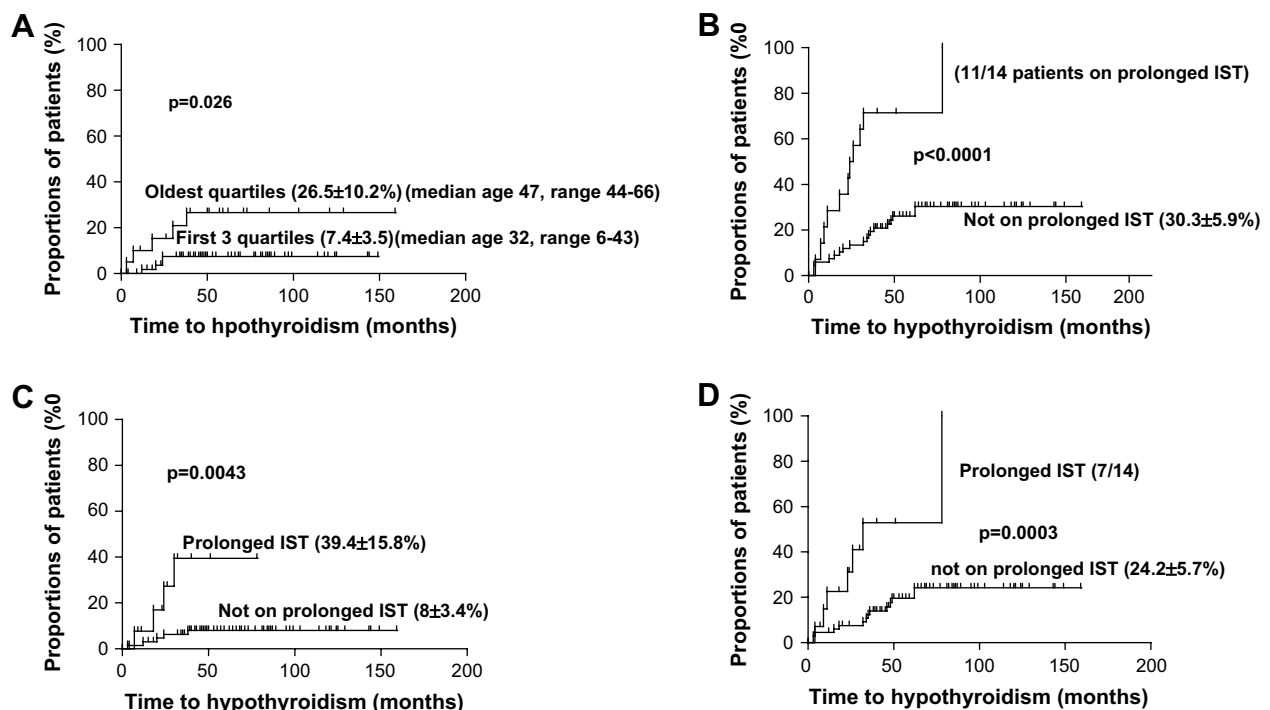 A
Proportions of patients (%)
100
80
60
40
20
0
p=0.026
Oldest quartiles (26.5±10.2%) (median age 47, range 44-66)
First 3 quartiles (7.4±3.5)(median age 32, range 6-43)
0 50 100 150 200
Time to hpothyroidism (months)
B
Proportions of patients (%0
100
80
60
40
20
0
(11/14 patients on prolonged IST)
p<0.0001
Not on prolonged IST (30.3±5.9%)
0 50 100 160 200
Time to hypothyroidism (months)
C
Proportions of patients (%0
100
80
60
40
20
0
p=0.0043
Prolonged IST (39.4±15.8%)
Not on prolonged IST (8±3.4%)
0 50 100 150 200
Time to hypothyroidism (months)
D
Proportions of patients (%)
100
80
60
40
20
0
Prolonged IST (7/14)
p=0.0003
not on prolonged IST (24.2±5.7%)
0 50 100 150 200
Time to hypothyroidism (months)